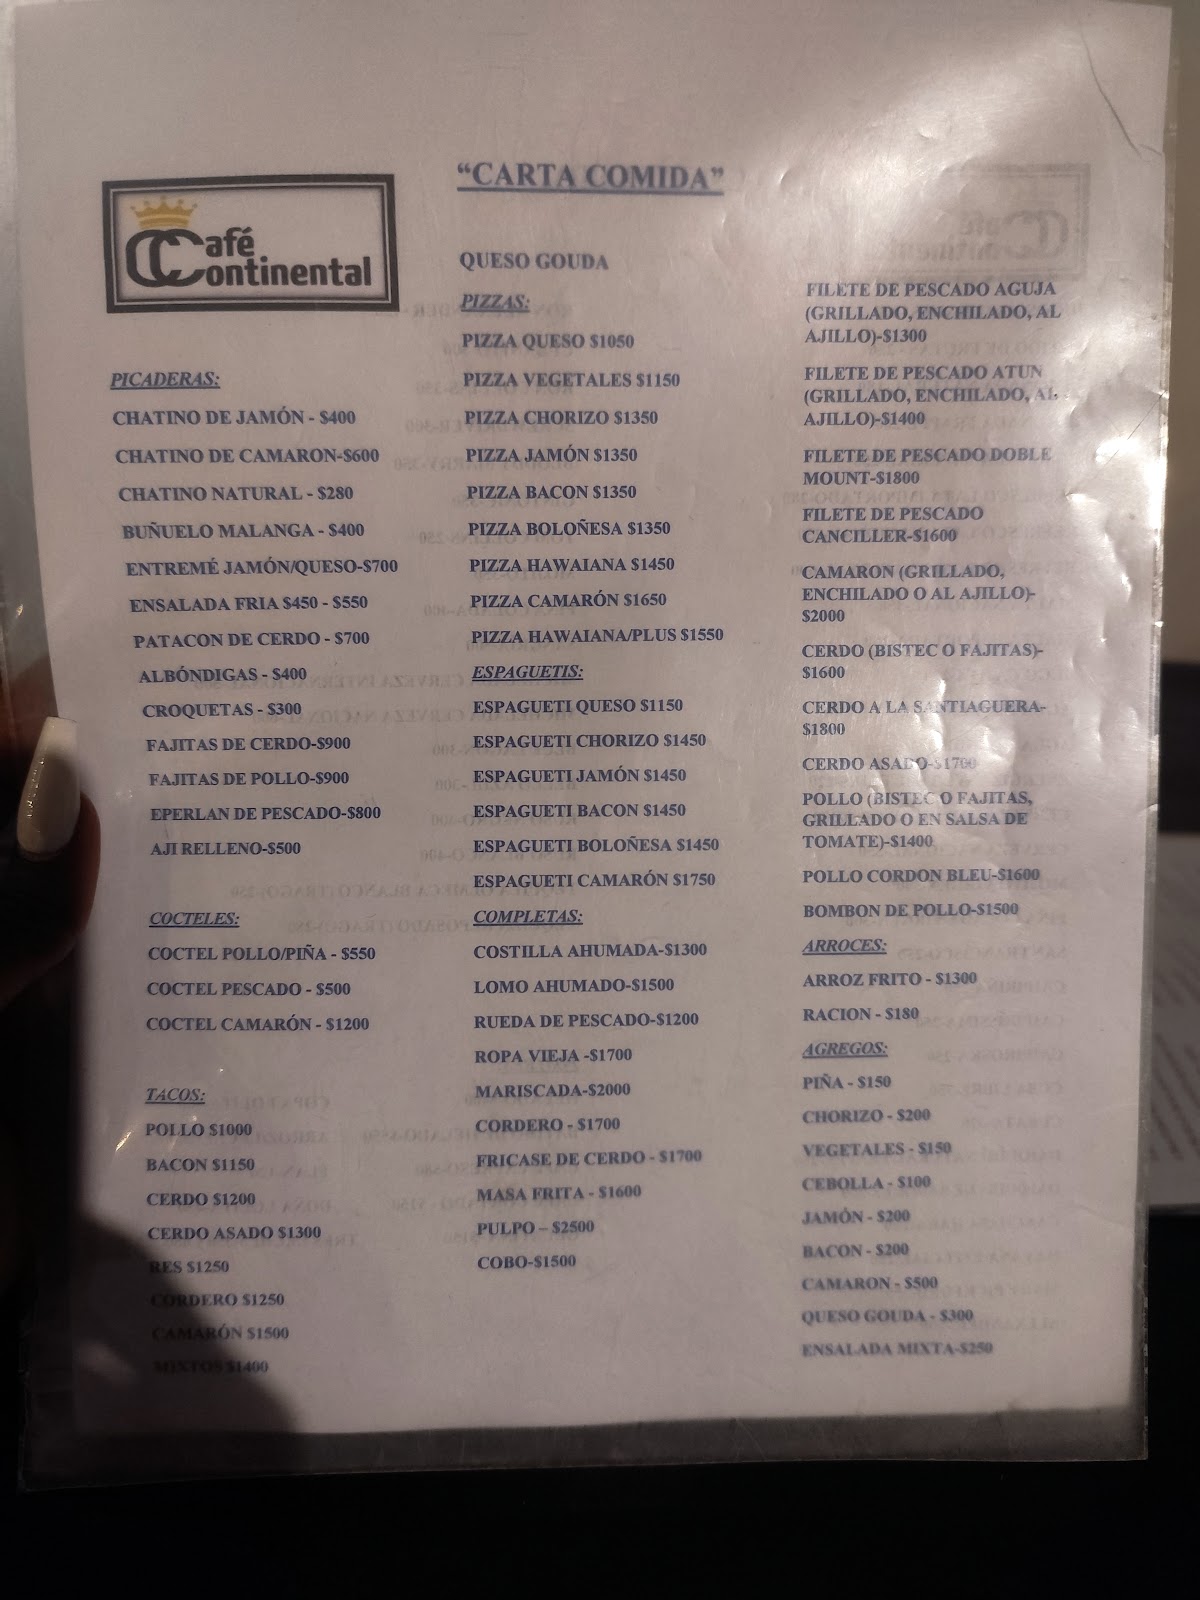 "CARTA COMIDA"
Café
Continental
PICADERAS:
CHATINO DE JAMÓN - $400
CHATINO DE CAMARON-$600
CHATINO NATURAL - $280
BUÑUELO MALANGA - $400
ENTREMÉ JAMÓN/QUESO-$700
ENSALADA FRIA $450 - $550
PATACON DE CERDO - $700
ALBÓNDIGAS - $400
CROQUETAS - $300
FAJITAS DE CERDO-$900
FAJITAS DE POLLO-$900
EPERLAN DE PESCADO-$800
AJI RELLENO-$500
COCTELES:
COCTEL POLLO/PIÑA - $550
COCTEL PESCADO - $500
COCTEL CAMARÓN - $1200
TACOS:
POLLO $1000
BACON $1150
CERDO $1200
CERDO ASADO $1300
RES $1250
CORDERO $1250
CAMARÓN $1500
MIXTOS $1400
QUESO GOUDA
PIZZAS:
PIZZA QUESO $1050
PIZZA VEGETALES $1150
PIZZA CHORIZO $1350
PIZZA JAMÓN $1350
PIZZA BACON $1350
PIZZA BOLOÑESA $1350
PIZZA HAWAIANA $1450
PIZZA CAMARÓN $1650
PIZZA HAWAIANA/PLUS $1550
ESPAGUETIS:
ESPAGUETI QUESO $1150
ESPAGUETI CHORIZO $1450
ESPAGUETI JAMÓN $1450
ESPAGUETI BACON $1450
ESPAGUETI BOLOÑESA $1450
ESPAGUETI CAMARÓN $1750
COMPLETAS:
COSTILLA AHUMADA-$1300
LOMO AHUMADO-$1500
RUEDA DE PESCADO-$1200
ROPA VIEJA -$1700
MARISCADA-$2000
CORDERO - $1700
FRICASE DE CERDO - $1700
MASA FRITA - $1600
PULPO – $2500
COBO-$1500
FILETE DE PESCADO AGUJA
(GRILLADO, ENCHILADO, AL
AJILLO)-$1300
FILETE DE PESCADO ATUN
(GRILLADO, ENCHILADO, AL
AJILLO)-$1400
FILETE DE PESCADO DOBLE
MOUNT-$1800
FILETE DE PESCADO
CANCILLER-$1600
CAMARON (GRILLADO,
ENCHILADO O AL AJILLO)-
$2000
CERDO (BISTEC O FAJITAS)-
$1600
CERDO A LA SANTIAGUERA-
$1800
CERDO ASADO-$1700
POLLO (BISTEC O FAJITAS,
GRILLADO O EN SALSA DE
TOMATE)-$1400
POLLO CORDON BLEU-$1600
BOMBON DE POLLO-$1500
ARROCES:
ARROZ FRITO - $1300
RACION - $180
AGREGOS:
PIÑA - $150
CHORIZO - $200
VEGETALES - $150
CEBOLLA - $100
JAMÓN - $200
BACON - $200
CAMARON - $500
QUESO GOUDA - $300
ENSALADA MIXTA-$250